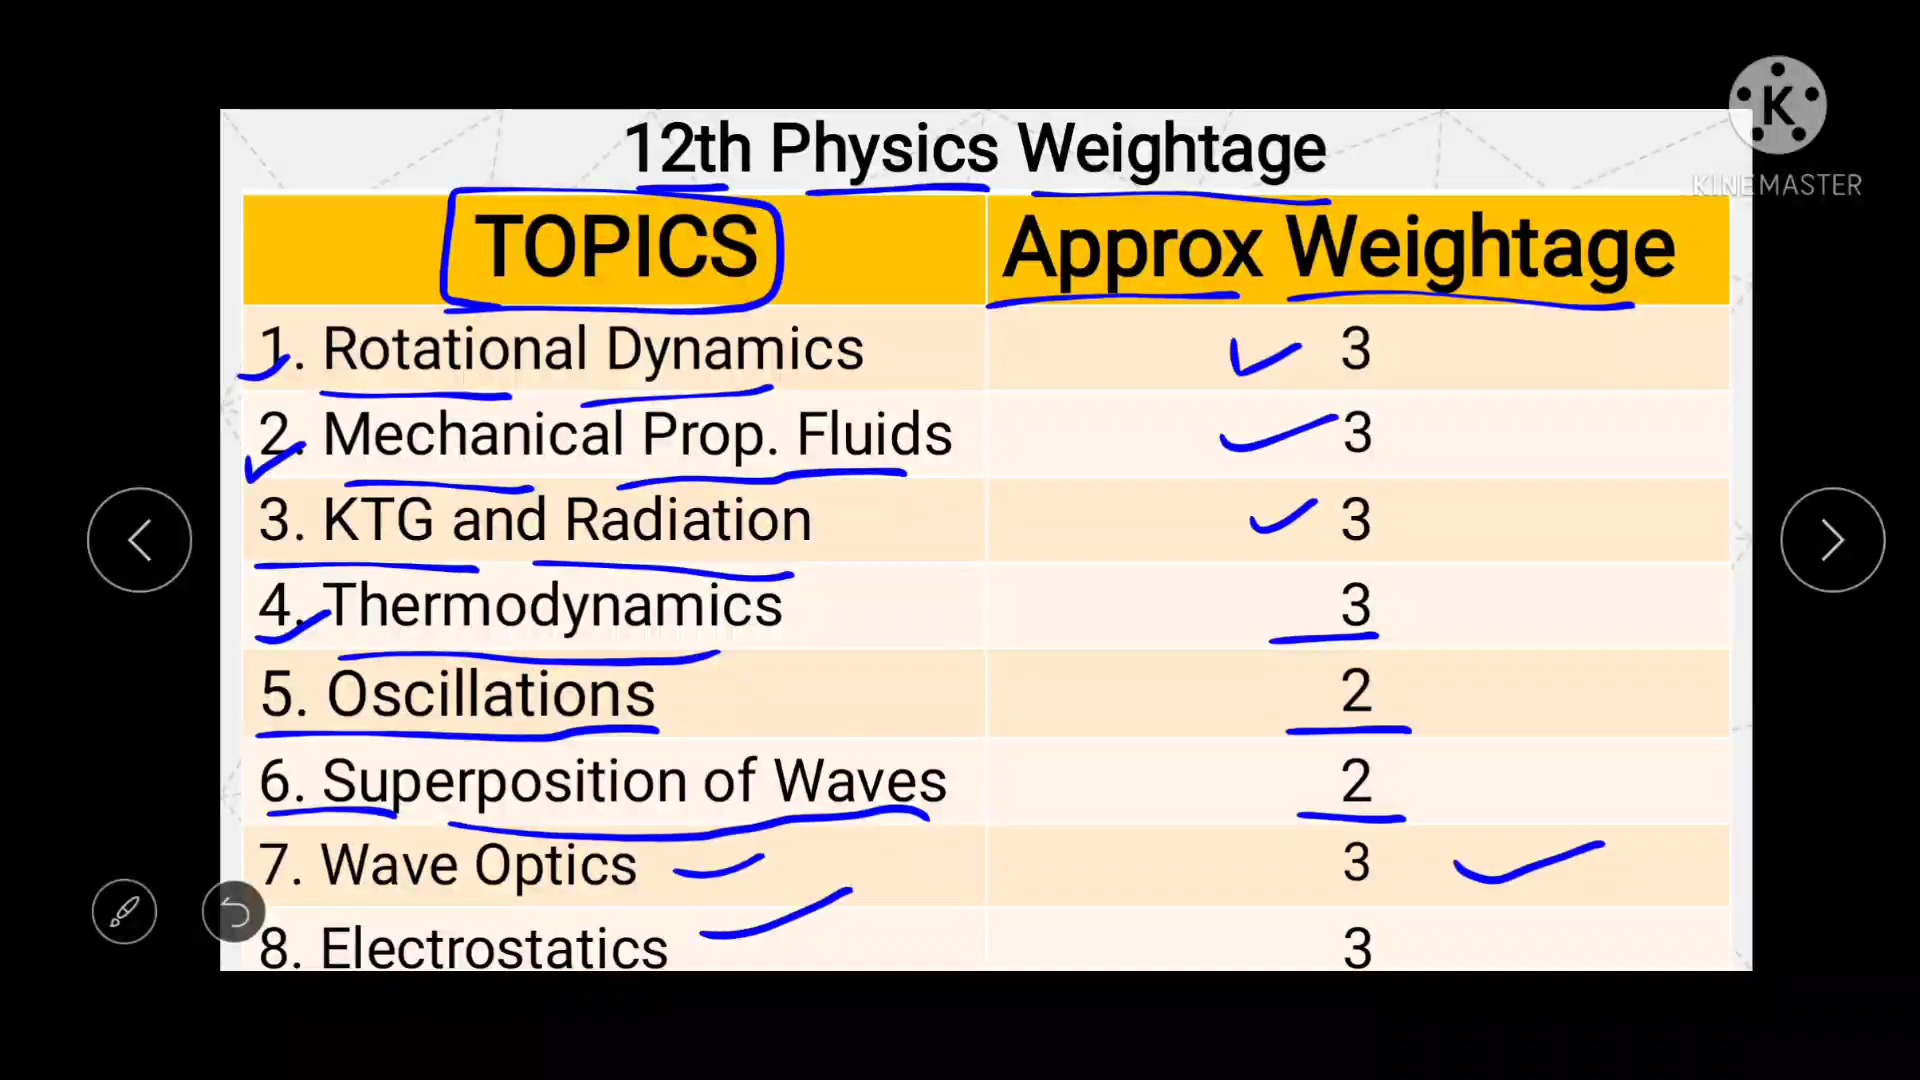 12th Physics Weightage
K
KINEMASTER
TOPICS Approx Weightage
1. Rotational Dynamics 3
2. Mechanical Prop. Fluids 3
3. KTG and Radiation 3
4. Thermodynamics 3
5. Oscillations 2
6. Superposition of Waves 2
7. Wave Optics 3
8. Electrostatics 3